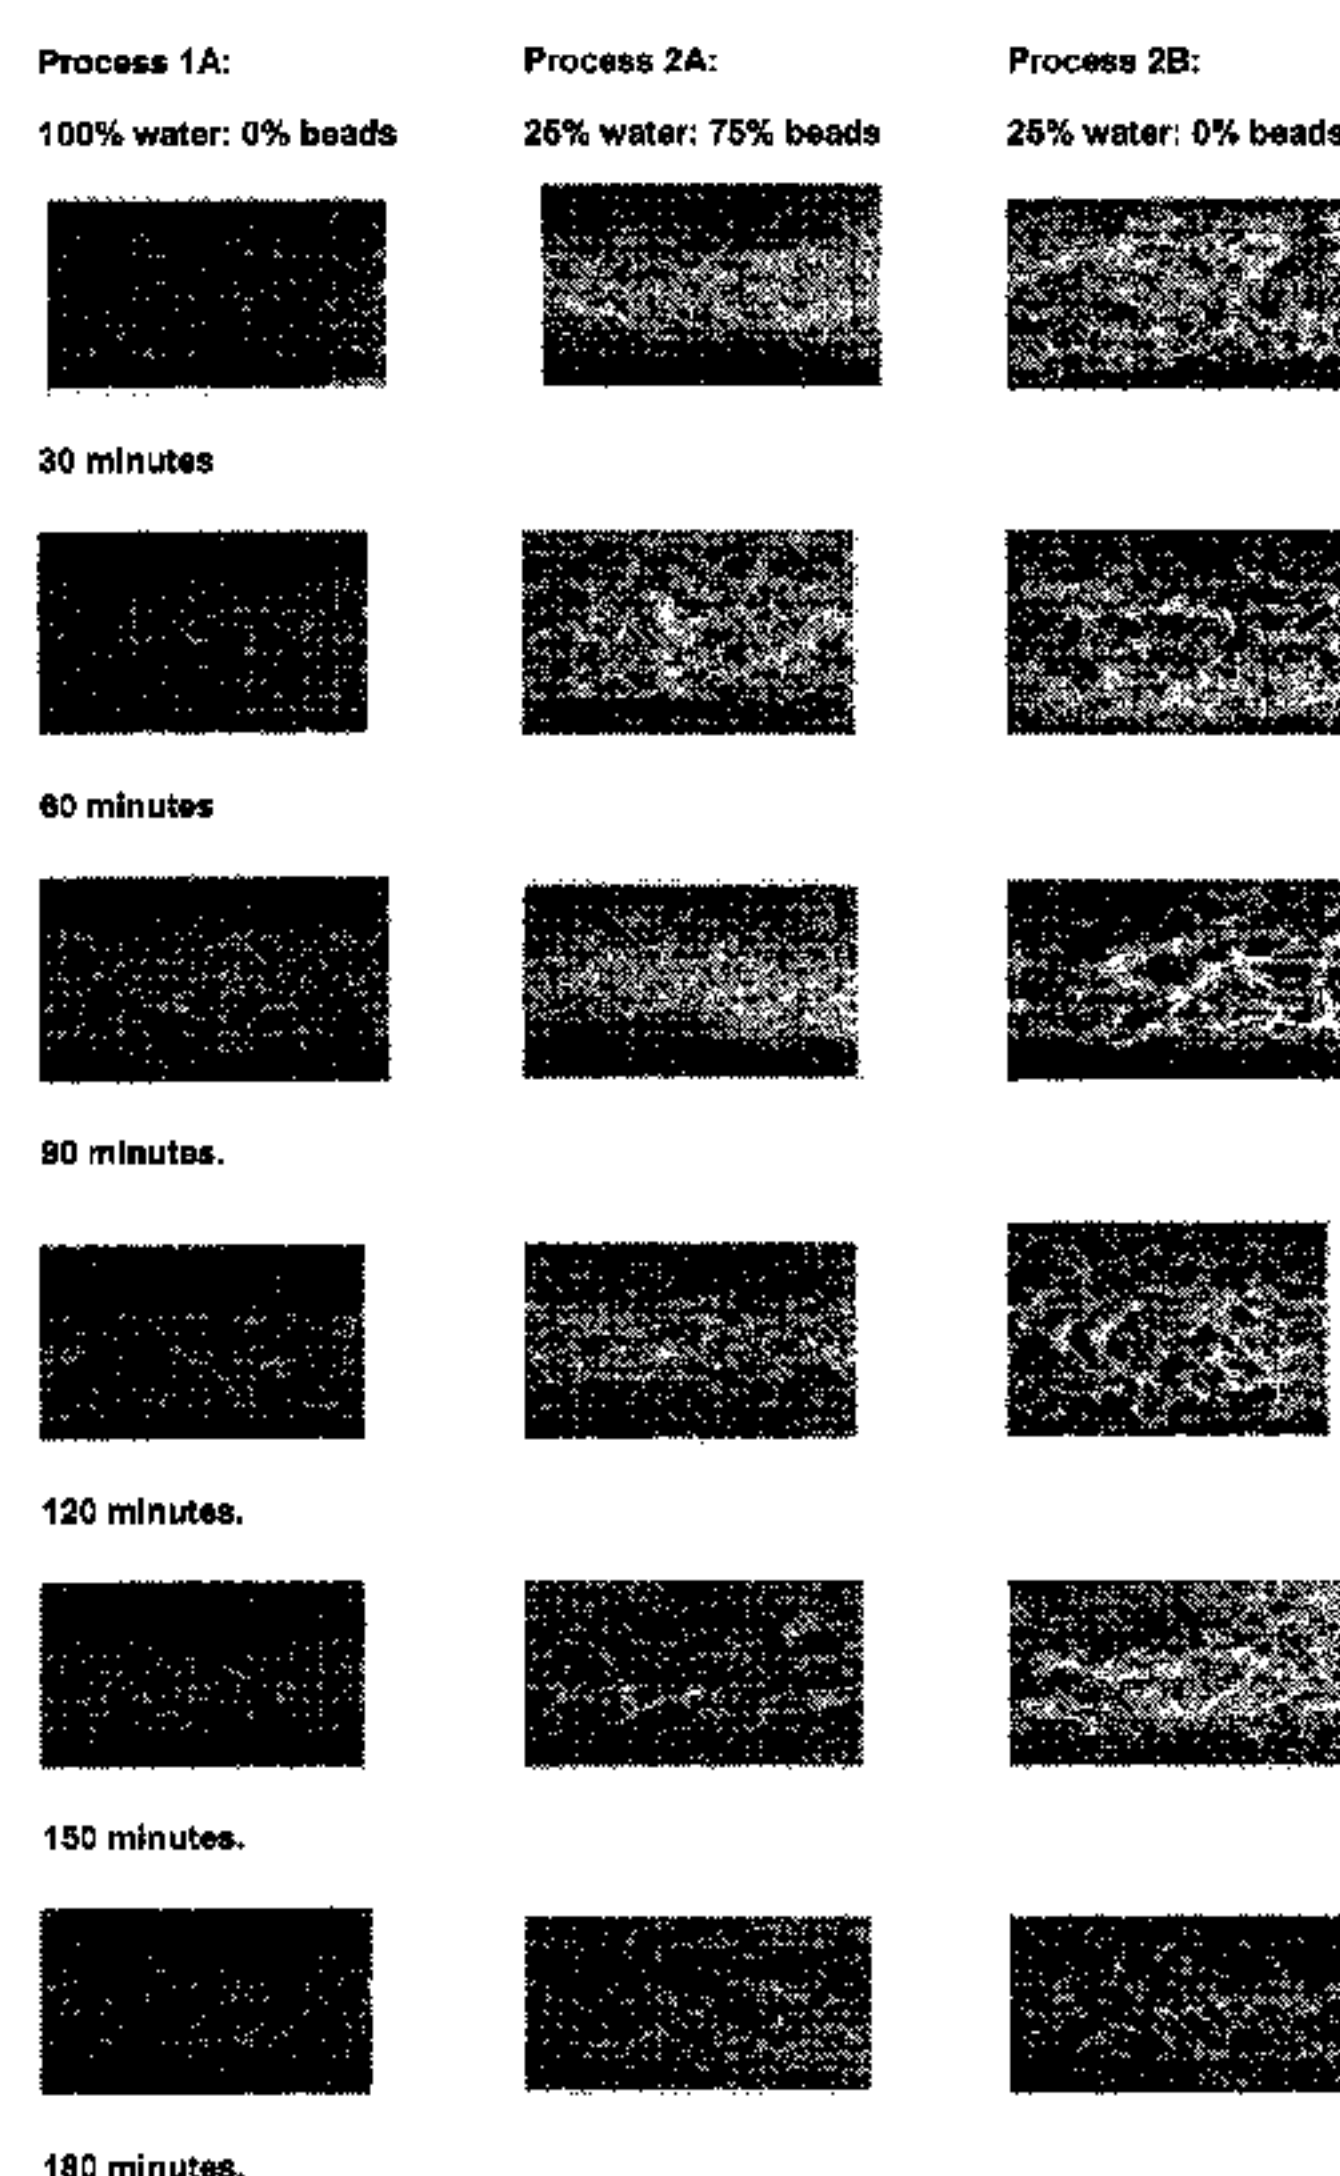 Process 1A: Process 2A: Process 2B:
100% water: 0% beads 25% water: 75% beads 25% water: 0% beads
30 minutes
60 minutes
90 minutes.
120 minutes.
150 minutes.
180 minutes.